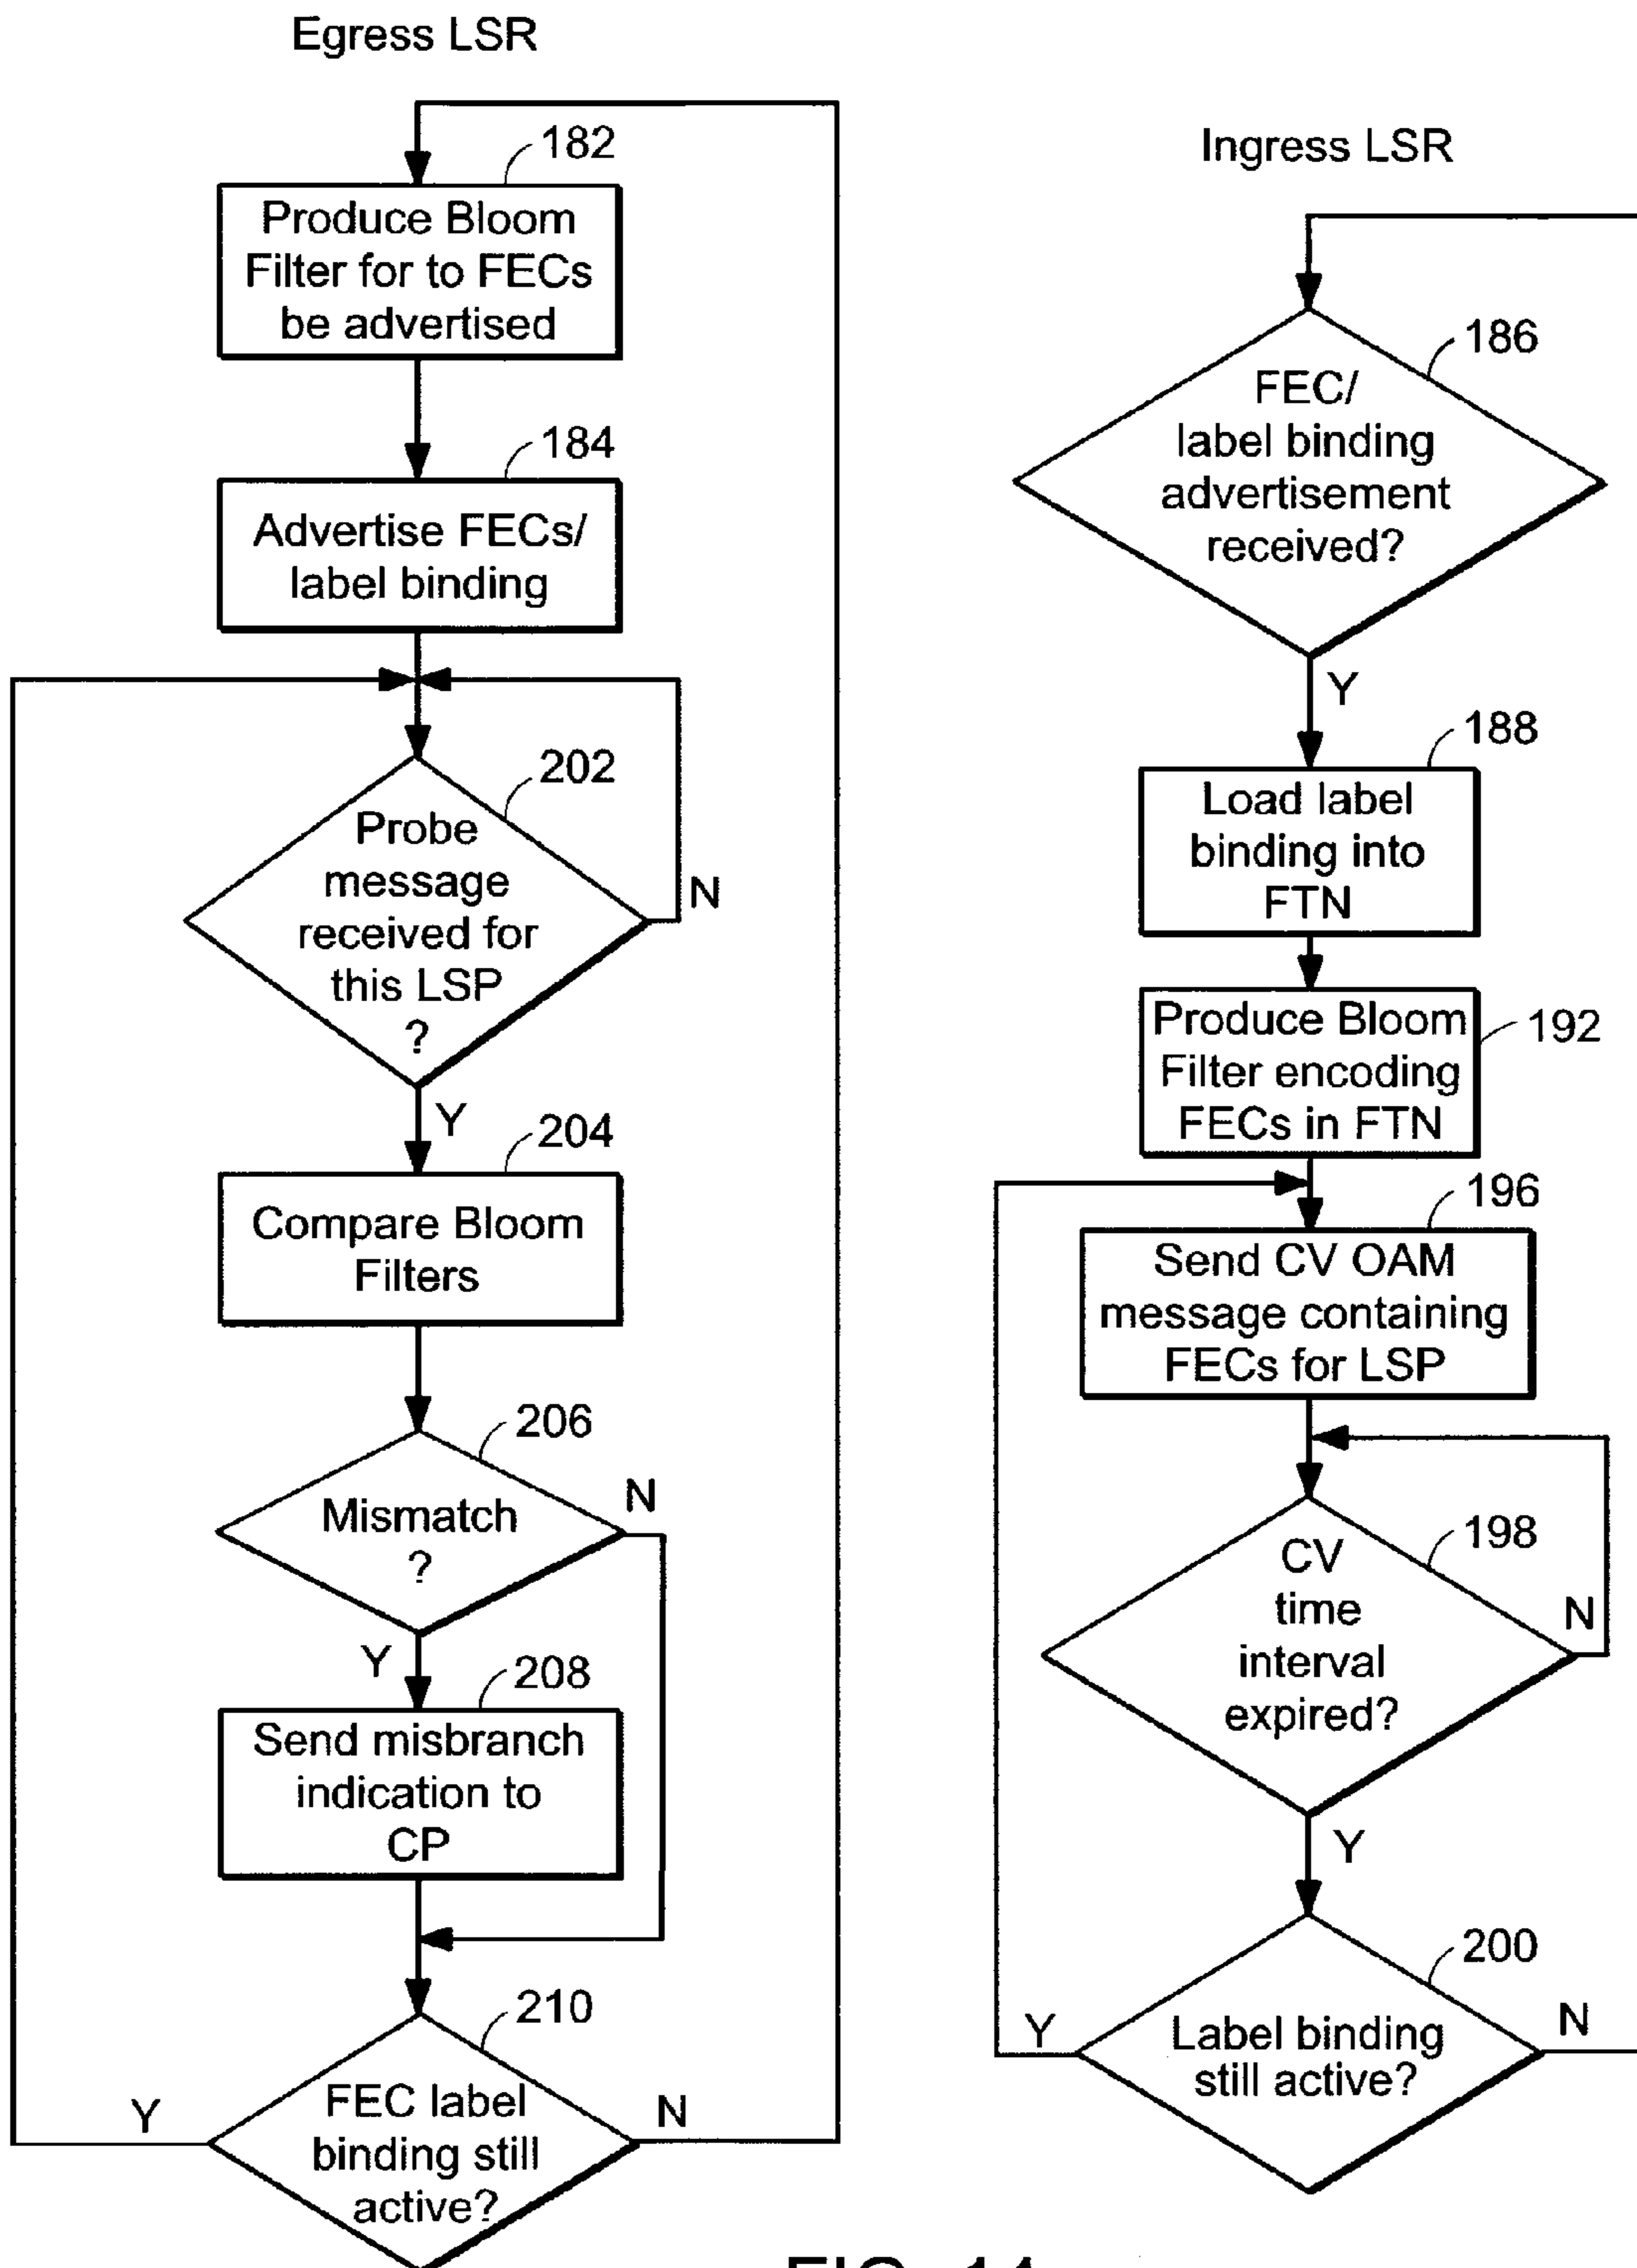 Egress LSR
182
Produce Bloom
Filter for to FECs
be advertised
184
Advertise FECs/
label binding
202
Probe
message
received for
this LSP
?
N
Y
204
Compare Bloom
Filters
206
Mismatch
?
N
Y
208
Send misbranch
indication to
CP
210
FEC label
binding still
active?
Y
N
Ingress LSR
186
FEC/
label binding
advertisement
received?
Y
188
Load label
binding into
FTN
192
Produce Bloom
Filter encoding
FECs in FTN
196
Send CV OAM
message containing
FECs for LSP
198
CV
time
interval
expired?
N
Y
200
Label binding
still active?
Y
N